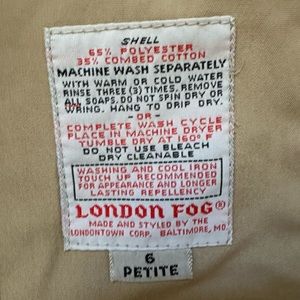 SHELL
65% POLYESTER
35% COMBED COTTON
MACHINE WASH SEPARATELY
WITH WARM OR COLD WATER
RINSE THREE (3) TIMES, REMOV
ALL SOAPS. DO NOT SPIN DRY OR
WRING. HANG TO DRIP DRY.
-OR-
COMPLETE WASH CYCLE
PLACE IN MACHINE DRYER
TUMBLE DRY AT 160° F
DO NOT USE BLEACH
DRY CLEANABLE
WASHING AND COOL IRON
TOUCH UP RECOMMENDED
FOR APPEARANCE AND LONGER
LASTING REPELLENCY
LONDON FOG®
MADE AND STYLED BY THE
LONDONTOWN CORP. BALTIMORE, MD.
6
PETITE